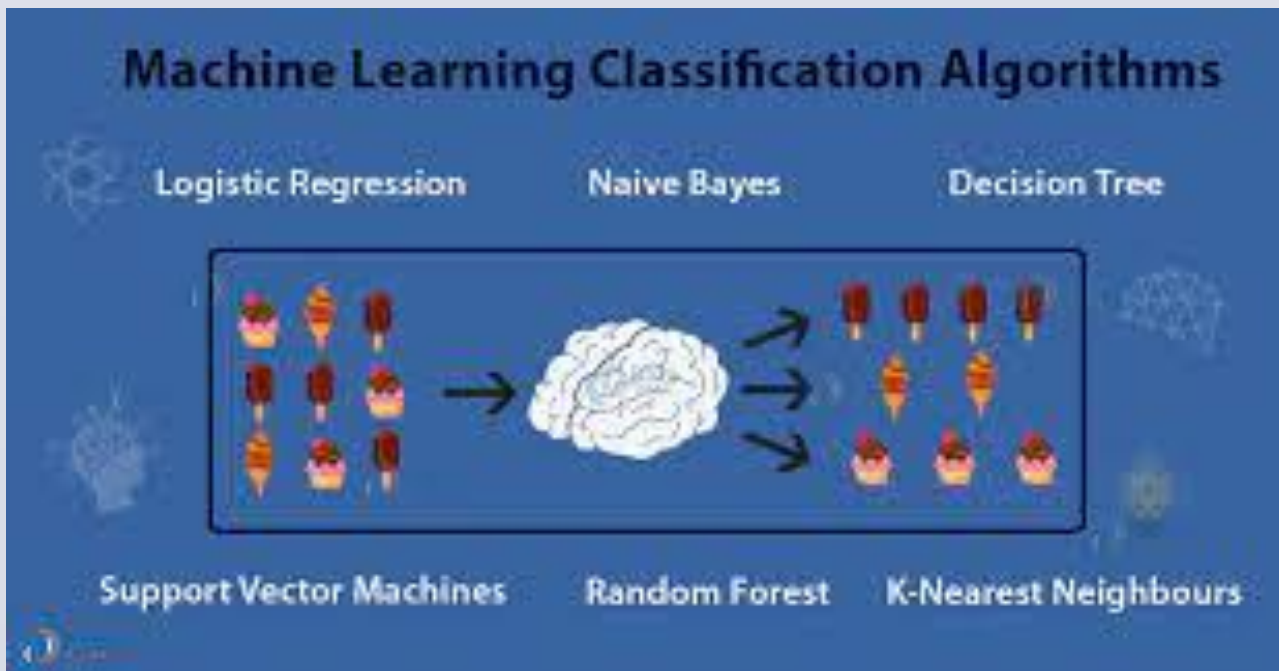 Machine Learning Classification Algorithms
Logistic Regression Naive Bayes Decision Tree
Support Vector Machines Random Forest K-Nearest Neighbours